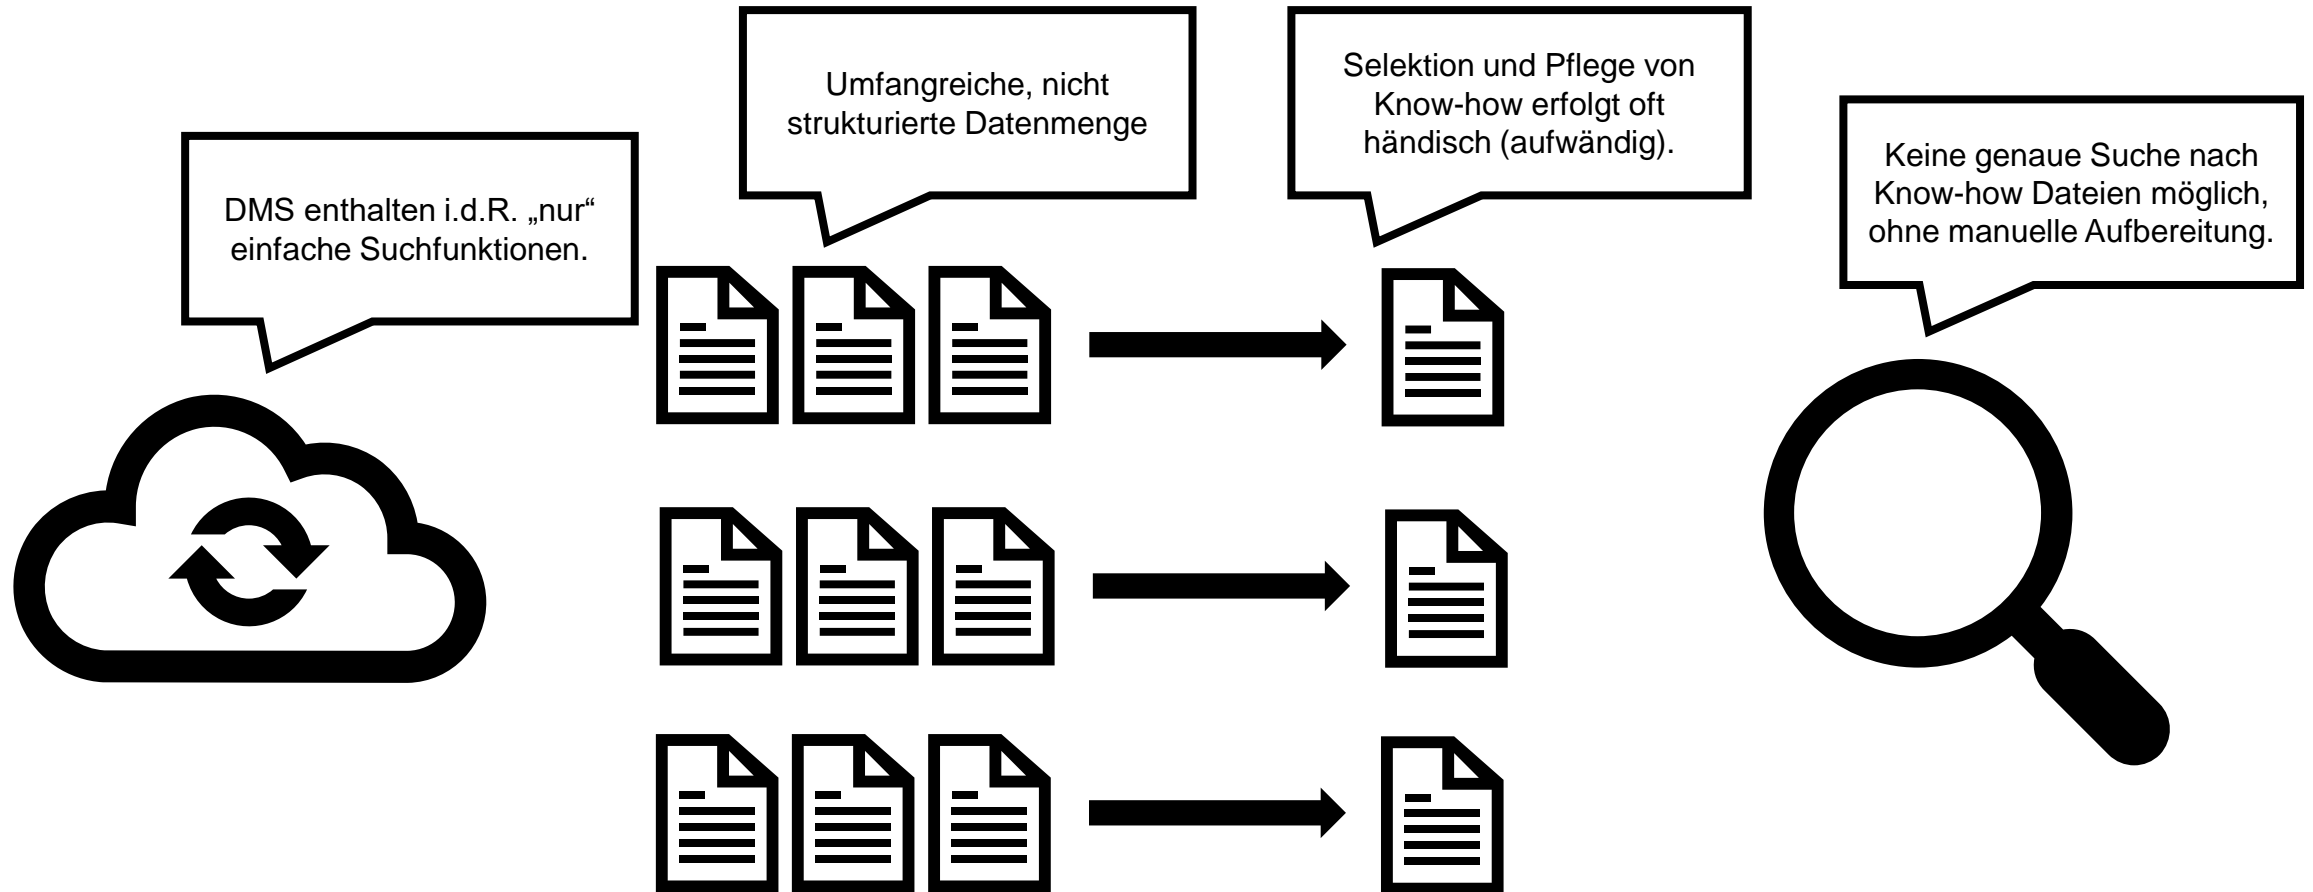 DMS enthalten i.d.R. „nur“
einfache Suchfunktionen.
Umfangreiche, nicht
strukturierte Datenmenge
Selektion und Pflege von
Know-how erfolgt oft
händisch (aufwändig).
Keine genaue Suche nach
Know-how Dateien möglich,
ohne manuelle Aufbereitung.